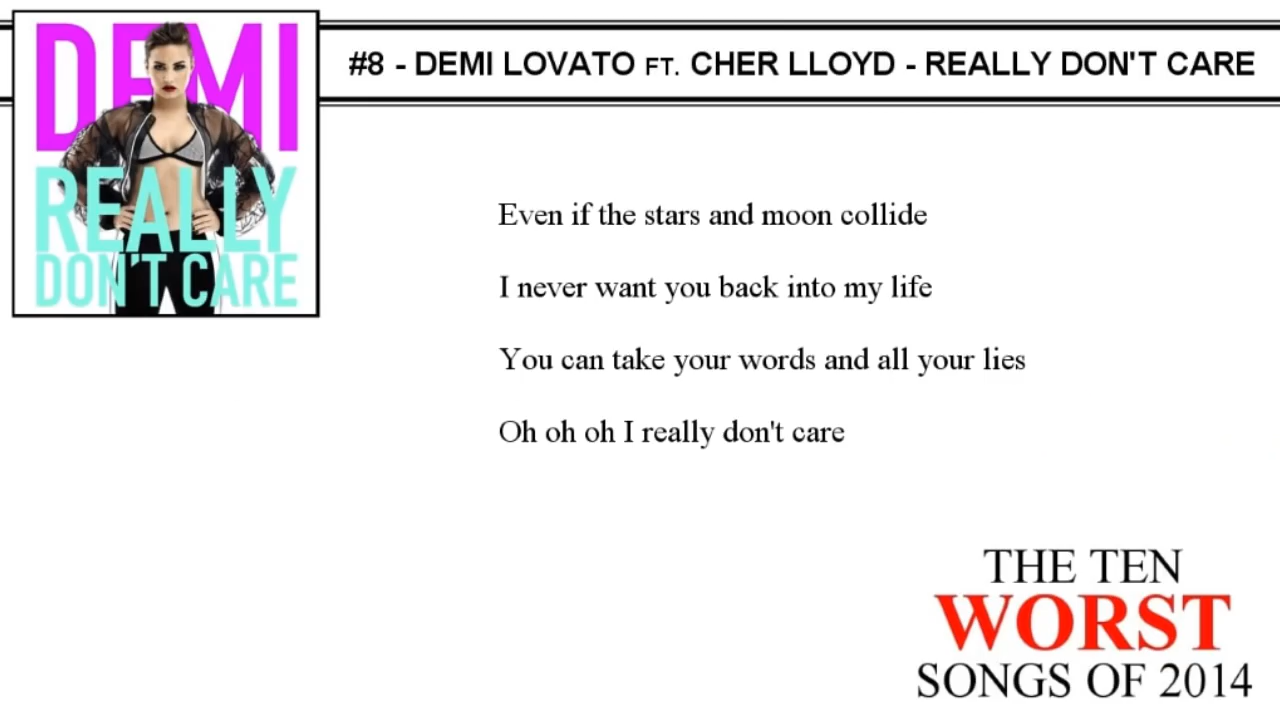 DEMI
REALLY
DON'T CARE
#8 - DEMI LOVATO FT. CHER LLOYD - REALLY DON'T CARE
Even if the stars and moon collide
I never want you back into my life
You can take your words and all your lies
Oh oh oh I really don't care
THE TEN
WORST
SONGS OF 2014